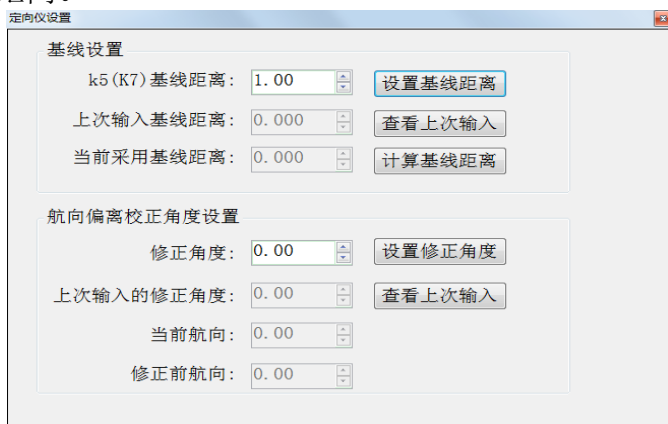 定向仪设置
基线设置
k5(K7)基线距离: 1.00 设置基线距离
上次输入基线距离: 0.000 查看上次输入
当前采用基线距离: 0.000 计算基线距离
航向偏离校正角度设置
修正角度: 0.00 设置修正角度
上次输入的修正角度: 0.00 查看上次输入
当前航向: 0.00
修正前航向: 0.00